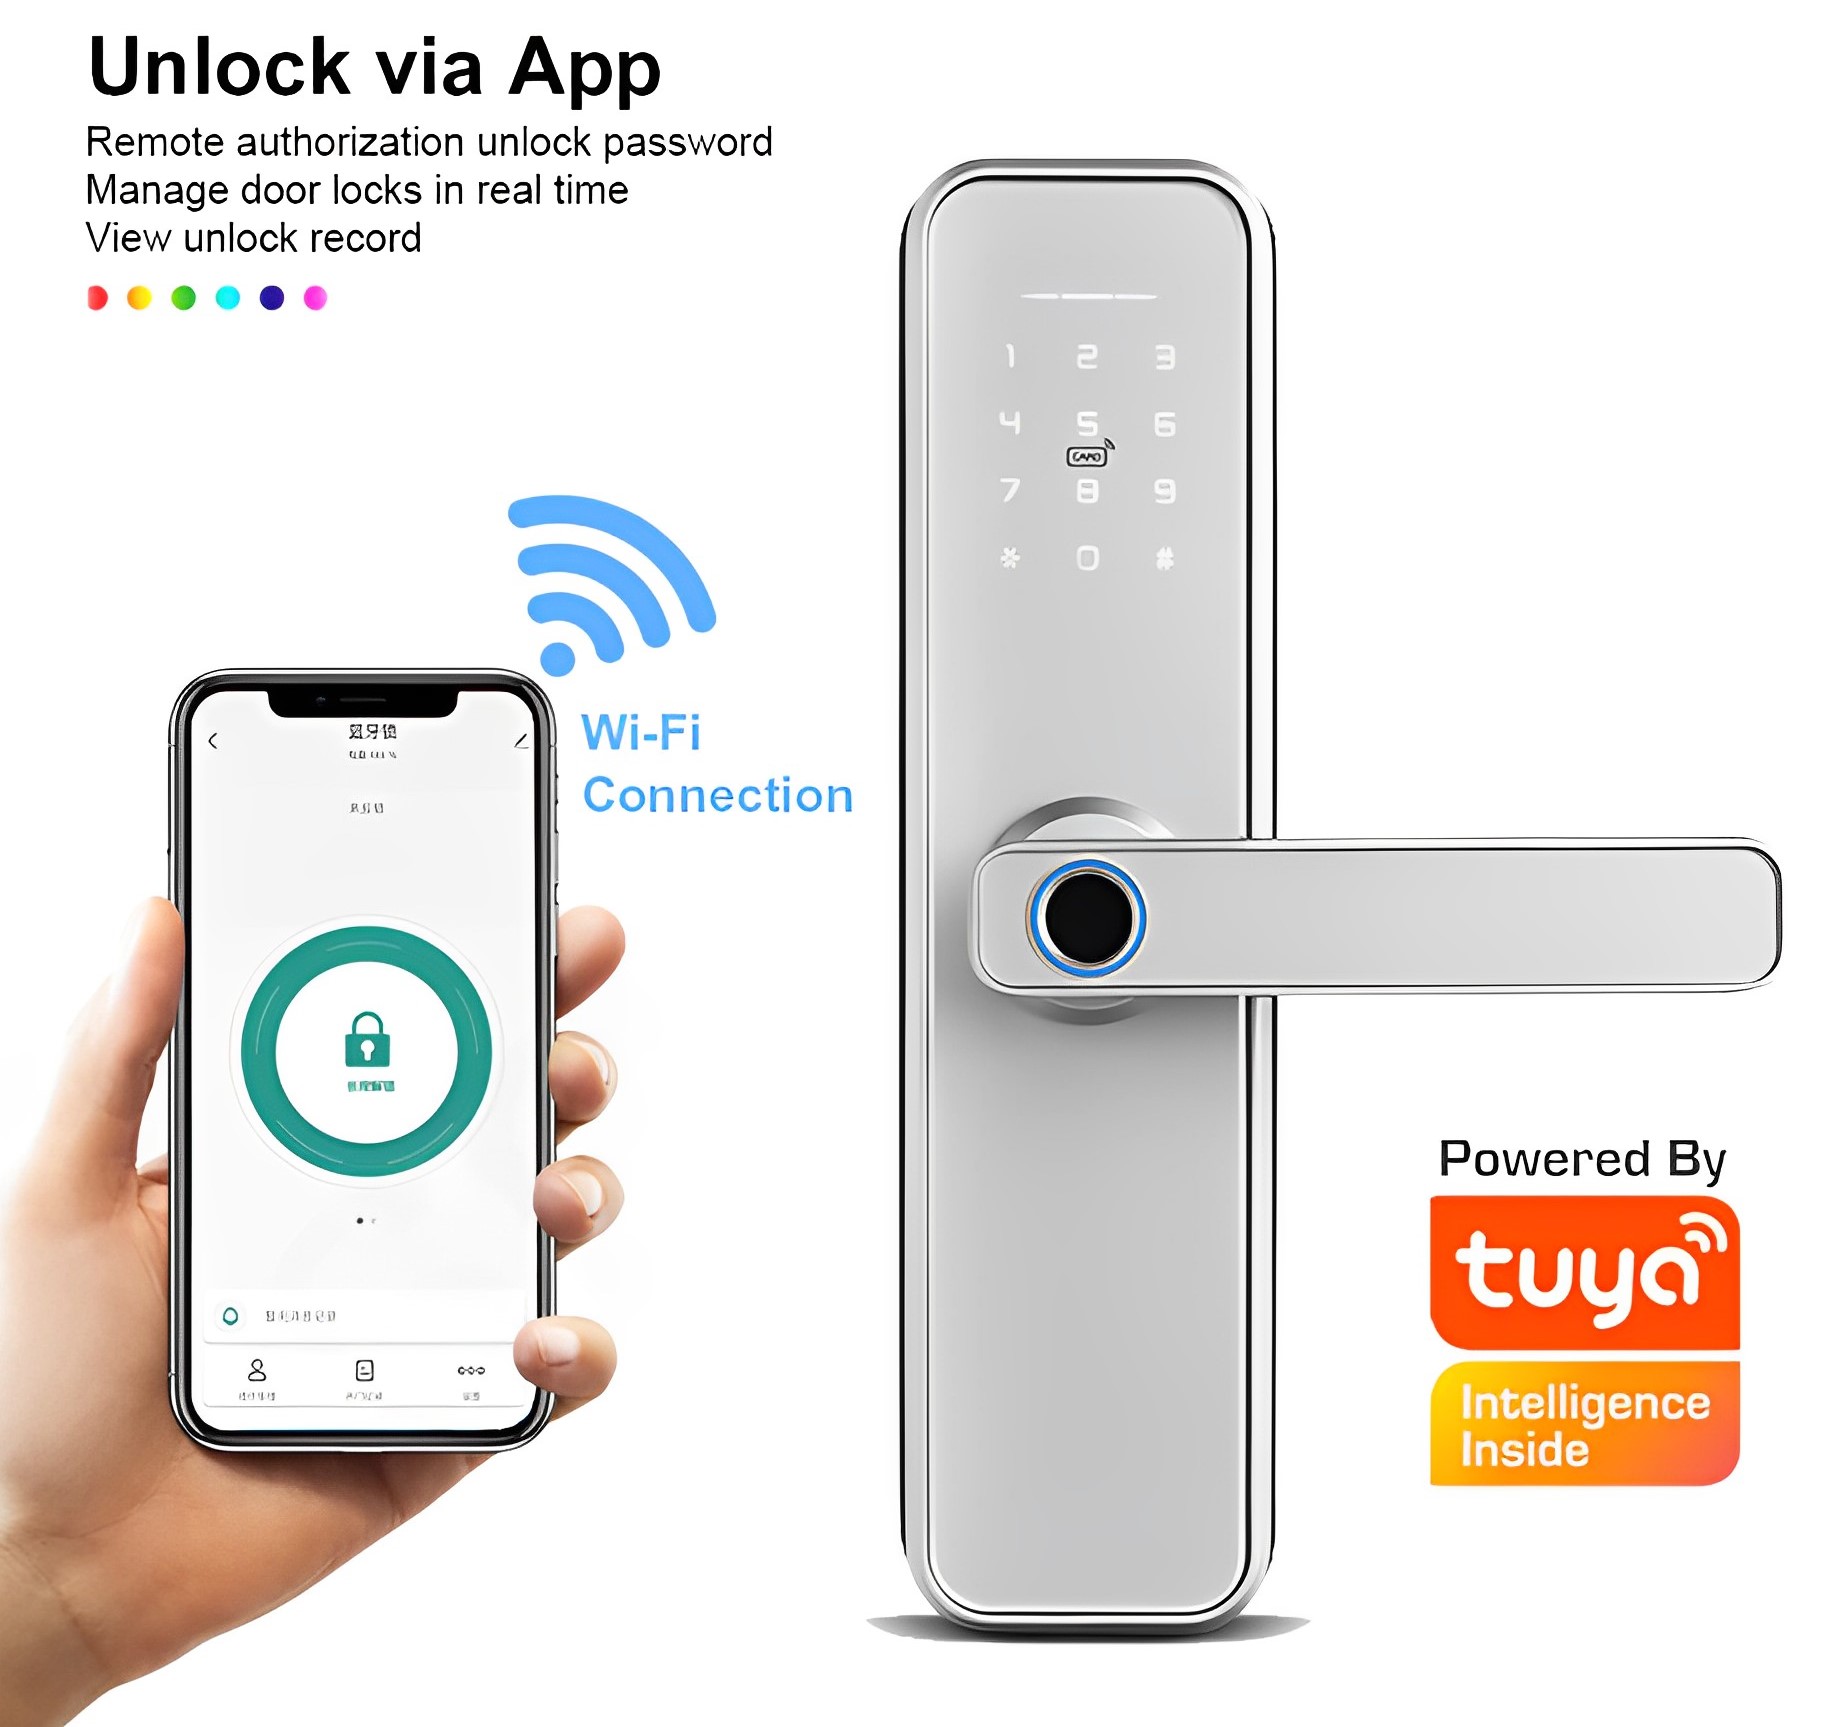 Unlock via App
Remote authorization unlock password
Manage door locks in real time
View unlock record
1 2 3
4 5 6
CARD
7 8 9
* 0 #
Wi-Fi
Connection
Powered By
tuya
Intelligence
Inside